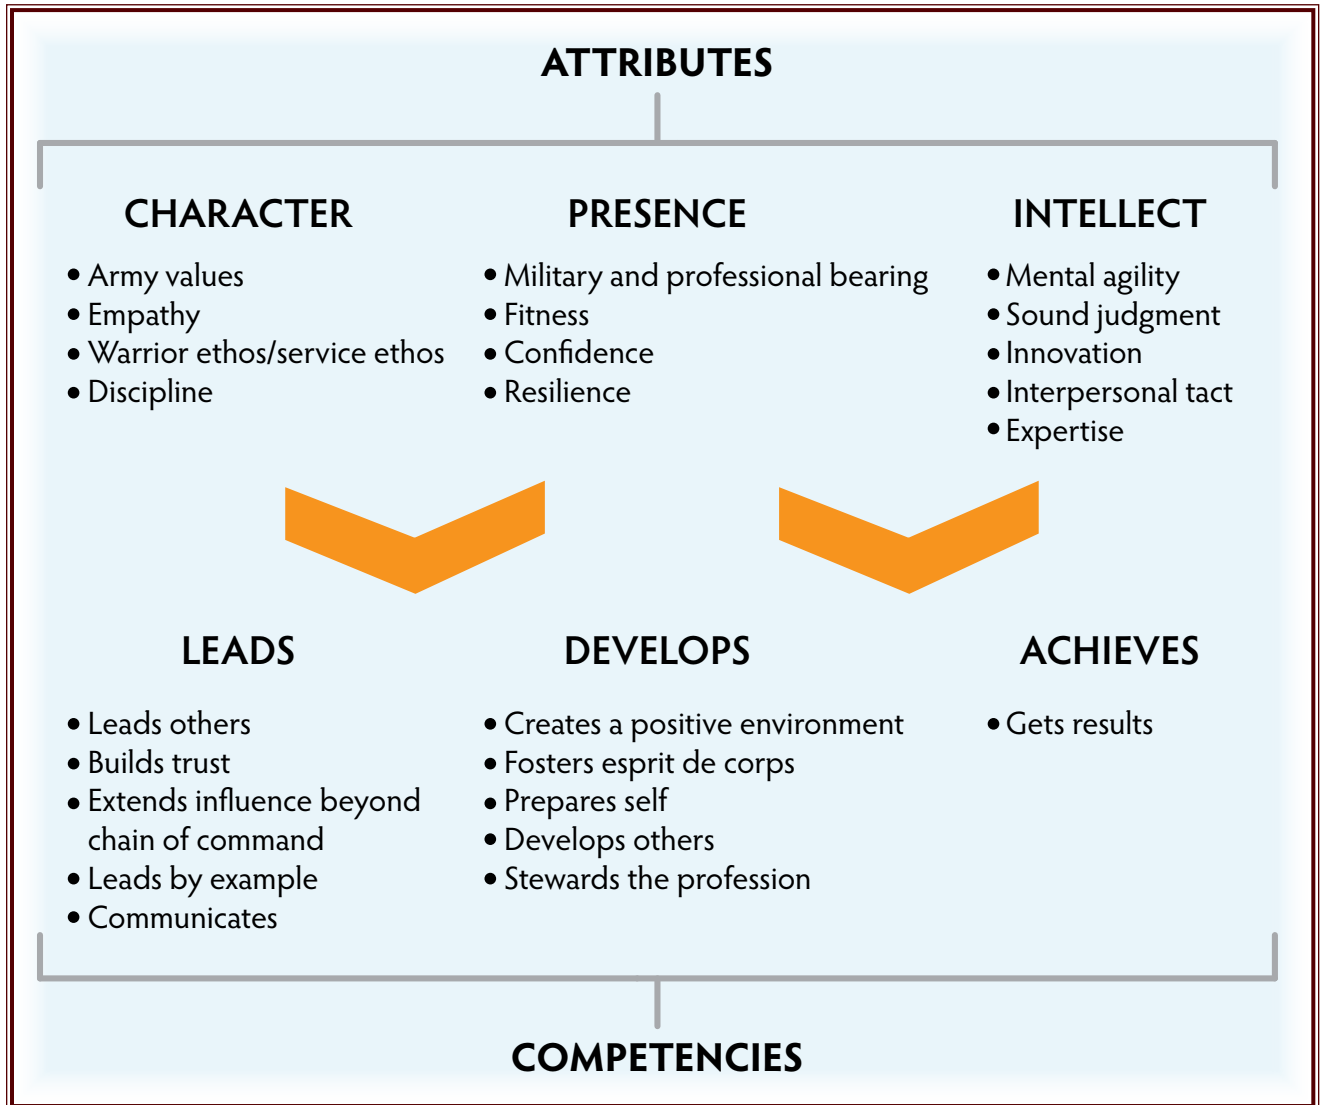 ATTRIBUTES
CHARACTER
• Army values
• Empathy
• Warrior ethos/service ethos
• Discipline
PRESENCE
• Military and professional bearing
• Fitness
• Confidence
• Resilience
INTELLECT
• Mental agility
• Sound judgment
• Innovation
• Interpersonal tact
• Expertise
LEADS
• Leads others
• Builds trust
• Extends influence beyond
chain of command
• Leads by example
• Communicates
DEVELOPS
• Creates a positive environment
• Fosters esprit de corps
• Prepares self
• Develops others
• Stewards the profession
ACHIEVES
• Gets results
COMPETENCIES